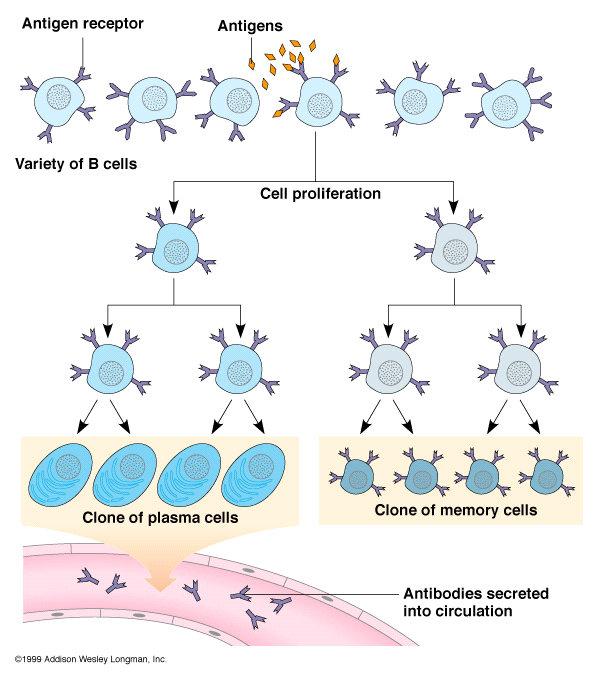 Antigen receptor
Antigens
Variety of B cells
Cell proliferation
Clone of plasma cells
Clone of memory cells
Antibodies secreted
into circulation
©1999 Addison Wesley Longman, Inc.